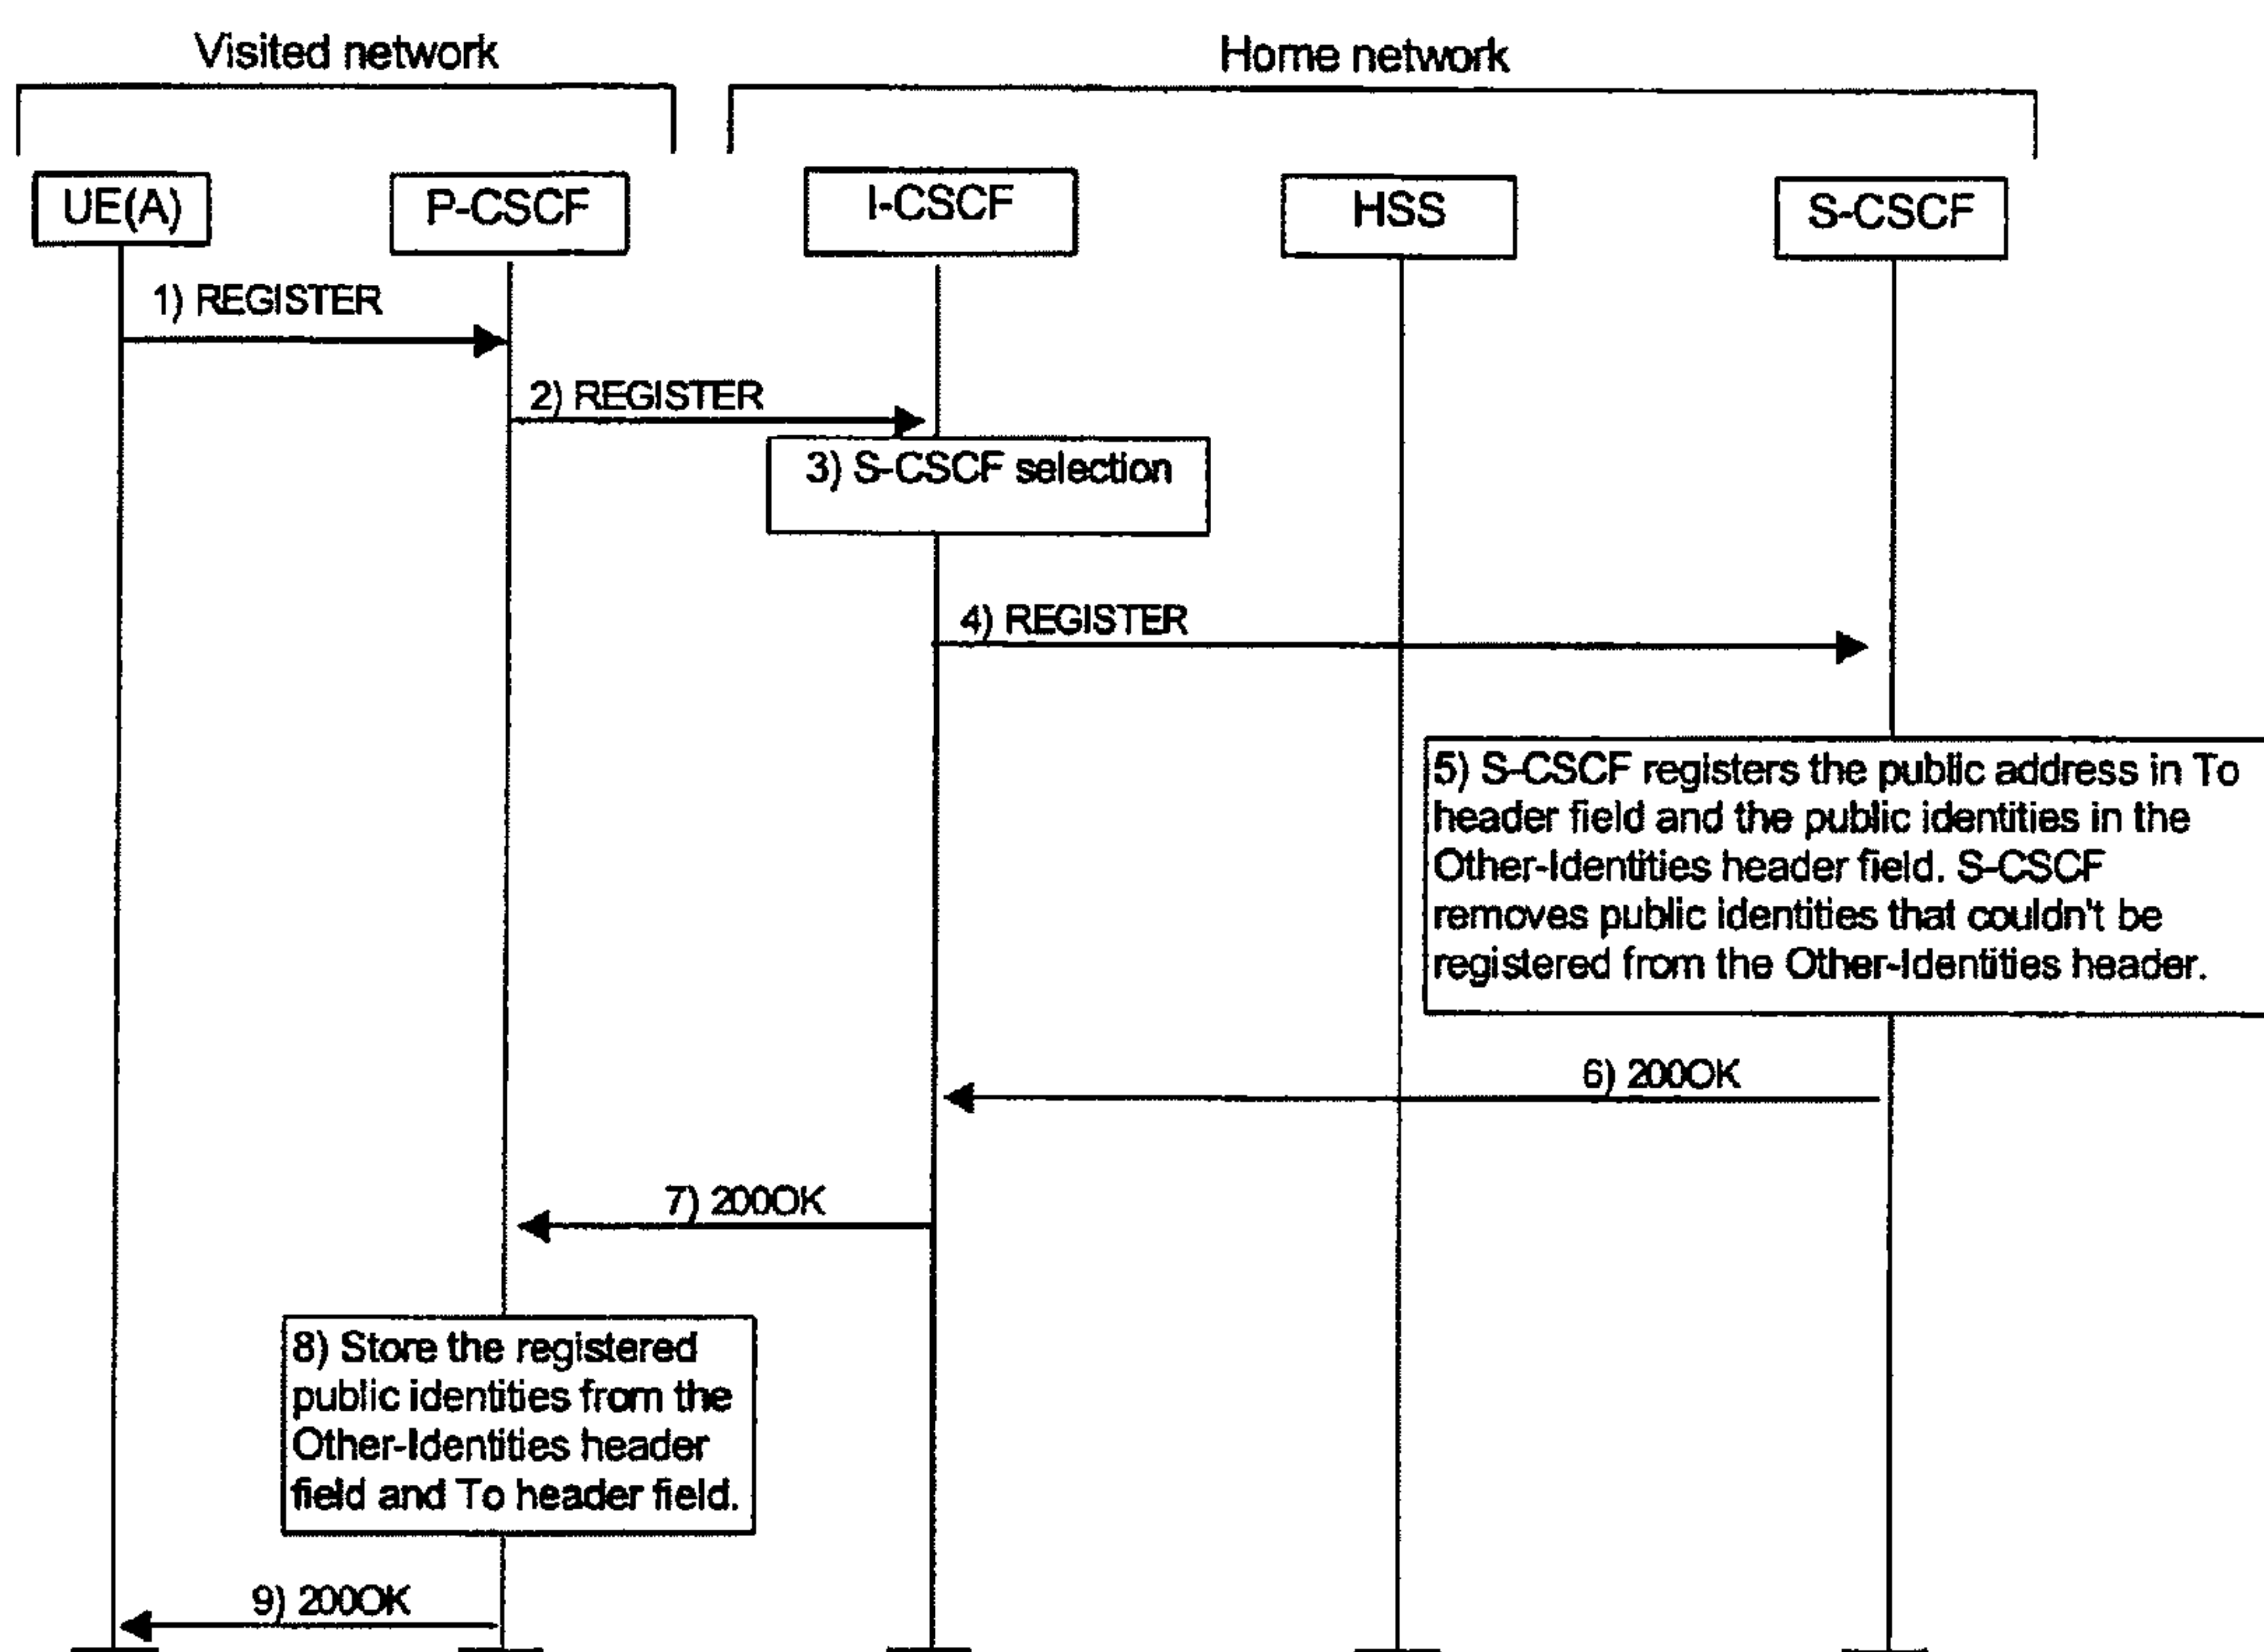 Visited network
Home network
UE(A)
P-CSCF
I-CSCF
HSS
S-CSCF
1) REGISTER
2) REGISTER
3) S-CSCF selection
4) REGISTER
5) S-CSCF registers the public address in To
header field and the public identities in the
Other-Identities header field. S-CSCF
removes public identities that couldn't be
registered from the Other-Identities header.
6) 200OK
7) 200OK
8) Store the registered
public identities from the
Other-Identities header
field and To header field.
9) 200OK